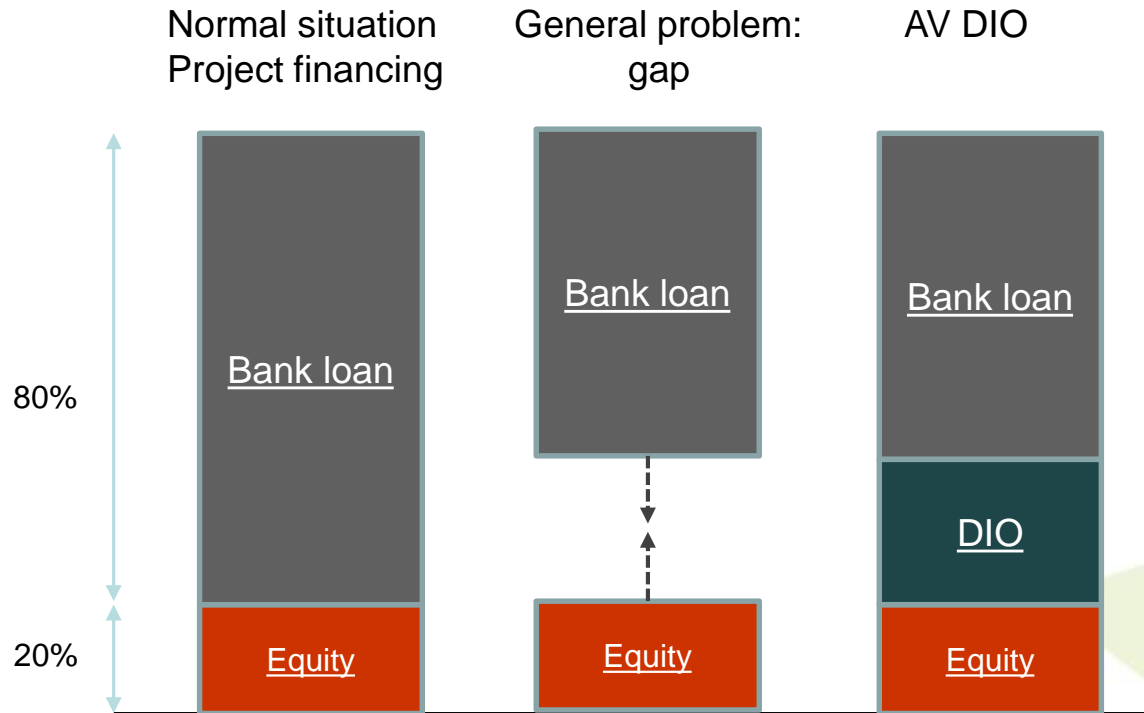 Normal situation
Project financing
General problem:
gap
AV DIO
80%
20%
Bank loan
Equity
Bank loan
Equity
Bank loan
DIO
Equity